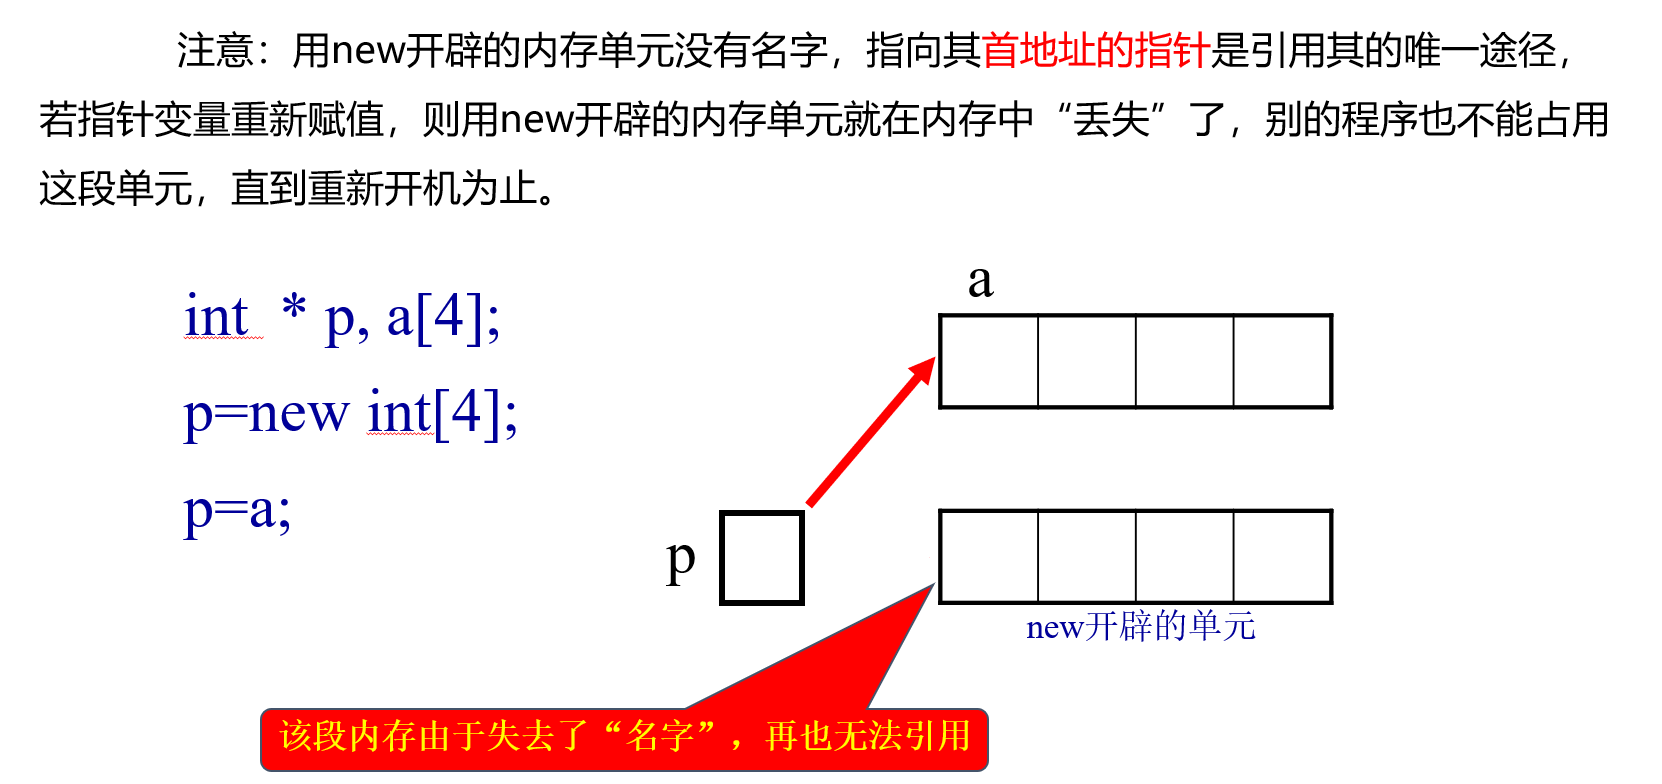 注意：用new开辟的内存单元没有名字，指向其首地址的指针是引用其的唯一途径，
若指针变量重新赋值，则用new开辟的内存单元就在内存中“丢失”了，别的程序也不能占用
这段单元，直到重新开机为止。
int * p, a[4];
p=new int[4];
p=a;
a
p
new开辟的单元
该段内存由于失去了“名字”，再也无法引用